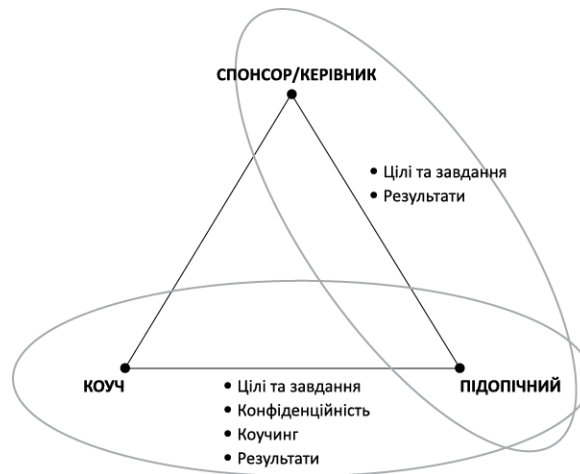 СПОНСОР/КЕРІВНИК
• Цілі та завдання
• Результати
КОУЧ
ПІДОПІЧНИЙ
• Цілі та завдання
• Конфіденційність
• Коучинг
• Результати